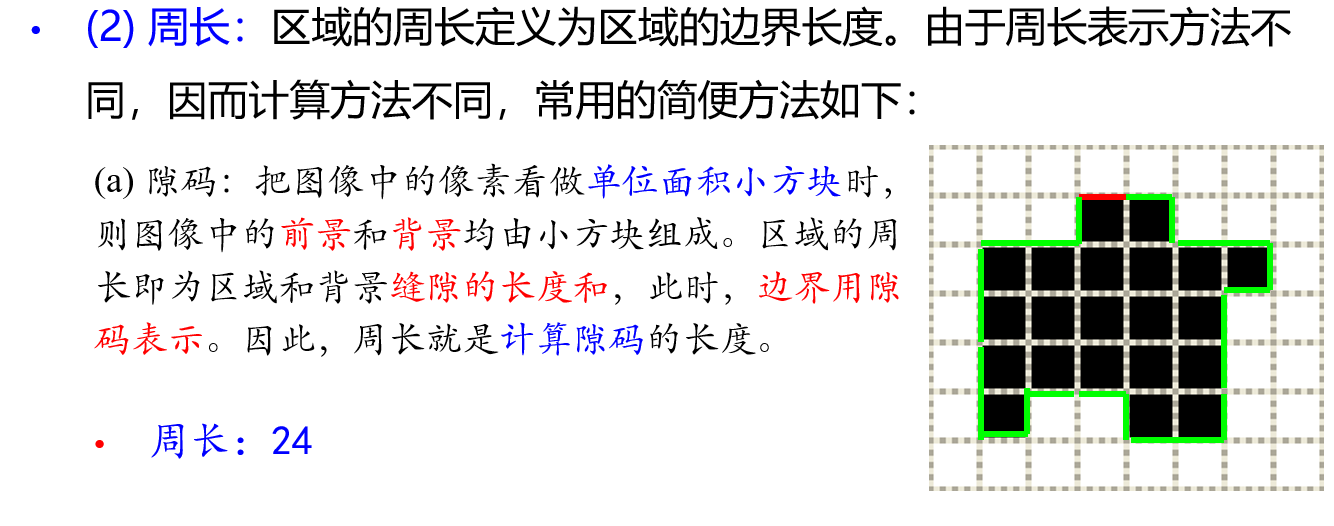 • (2) 周长：区域的周长定义为区域的边界长度。由于周长表示方法不
同，因而计算方法不同，常用的简便方法如下：
(a) 隙码：把图像中的像素看做单位面积小方块时，
则图像中的前景和背景均由小方块组成。区域的周
长即为区域和背景缝隙的长度和，此时，边界用隙
码表示。因此，周长就是计算隙码的长度。
• 周长：24